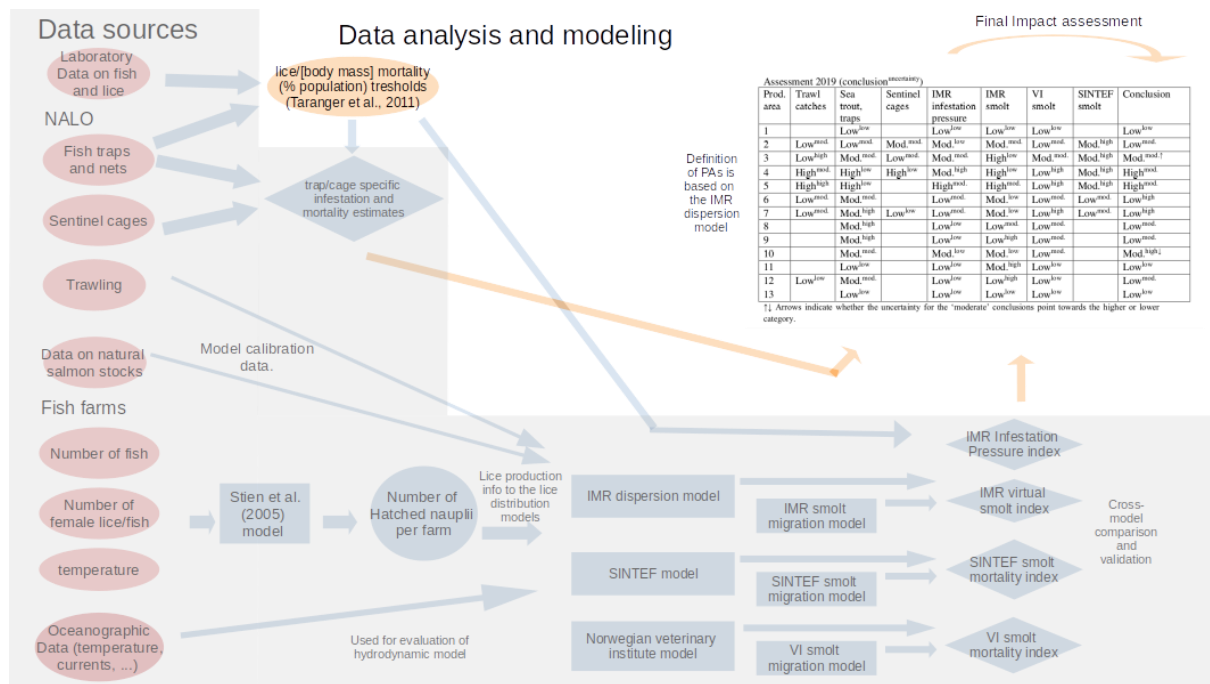 Data sources
Laboratory
Data on fish
and lice
NALO
Fish traps
and nets
Sentinel cages
Trawling
Data on natural
salmon stocks
Fish farms
Number of fish
Number of
female lice/fish
temperature
Oceanographic
Data (temperature,
currents, ...)
Data analysis and modeling
lice/[body mass] mortality
(% population) tresholds
(Taranger et al., 2011)
trap/cage specific
infestation and
mortality estimates
Model calibration
data.
Stien et al.
(2005)
model
Number of
Hatched nauplii
per farm
Lice production
info to the lice
distribution
models
Used for evaluation of
hydrodynamic model
IMR dispersion model
IMR smolt
migration model
SINTEF model
SINTEF smolt
migration model
Norwegian veterinary
institute model
VI smolt
migration model
IMR Infestation
Pressure index
IMR virtual
smolt index
SINTEF smolt
mortality index
VI smolt
mortality index
Cross-
model
comparison
and
validation
Final Impact assessment
Definition
of PAs is
based on
the IMR
dispersion
model
Assessment 2019 (conclusion^uncertainty)
Prod. area Trawl catches Sea trout, traps Sentinel cages IMR infestation pressure IMR smolt VI smolt SINTEF smolt Conclusion
1 Low^low Low^low Low^low Low^low Low^low
2 Low^mod. Low^mod. Mod.^mod. Mod.^low Mod.^mod. Low^mod. Mod.^high Low^mod.
3 Low^high Mod.^mod. Low^mod. Mod.^mod. High^low Mod.^mod. Mod.^high Mod.^mod.↑
4 High^mod. High^low High^low Mod.^mod. High^low Low^high Mod.^high High^mod.
5 High^high High^low High^mod. High^mod. Low^high Mod.^high High^mod.
6 Low^mod. Mod.^mod. Low^mod. Mod.^low Low^mod. Low^mod. Low^high
7 Low^mod. Mod.^high Low^low Low^mod. Mod.^low Low^high Low^mod. Low^high
8 Mod.^high Low^low Low^mod. Low^mod. Low^mod.
9 Mod.^high Low^low Low^high Low^mod. Low^mod.
10 Mod.^mod. Mod.^low Mod.^low Low^mod. Mod.^high↓
11 Low^low Low^low Mod.^high Low^low Low^low
12 Low^low Mod.^mod. Low^low Low^high Low^low Low^mod.
13 Low^low Low^low Low^low Low^low Low^low
↑↓ Arrows indicate whether the uncertainty for the ‘moderate’ conclusions point towards the higher or lower
category.